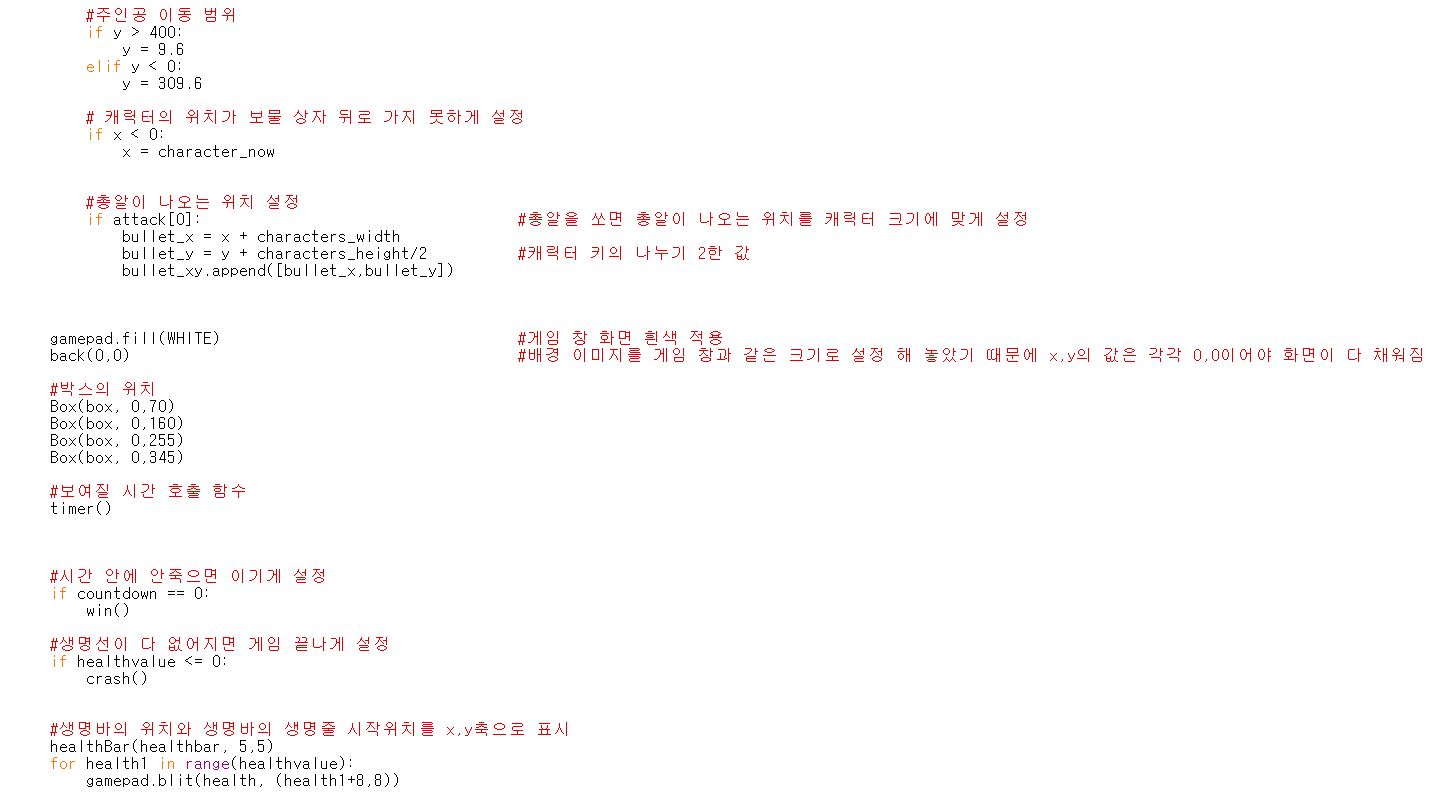 #주인공 이동 범위
if y > 400:
y = 9.6
elif y < 0:
y = 309.6
# 캐릭터의 위치가 보물 상자 뒤로 가지 못하게 설정
if x < 0:
x = character_now
#총알이 나오는 위치 설정
if attack[0]: #총알을 쏘면 총알이 나오는 위치를 캐릭터 크기에 맞게 설정
bullet_x = x + characters_width
bullet_y = y + characters_height/2 #캐릭터 키의 나누기 2한 값
bullet_xy.append([bullet_x,bullet_y])
gamepad.fill(WHITE) #게임 창 화면 흰색 적용
back(0,0) #배경 이미지를 게임 창과 같은 크기로 설정 해 놓았기 때문에 x,y의 값은 각각 0,0이어야 화면이 다 채워짐
#박스의 위치
Box(box, 0,70)
Box(box, 0,160)
Box(box, 0,255)
Box(box, 0,345)
#보여질 시간 호출 함수
timer()
#시간 안에 안죽으면 이기게 설정
if countdown == 0:
win()
#생명선이 다 없어지면 게임 끝나게 설정
if healthvalue <= 0:
crash()
#생명바의 위치와 생명바의 생명줄 시작위치를 x,y축으로 표시
healthBar(healthbar, 5,5)
for health1 in range(healthvalue):
gamepad.blit(health, (health1+8,8))